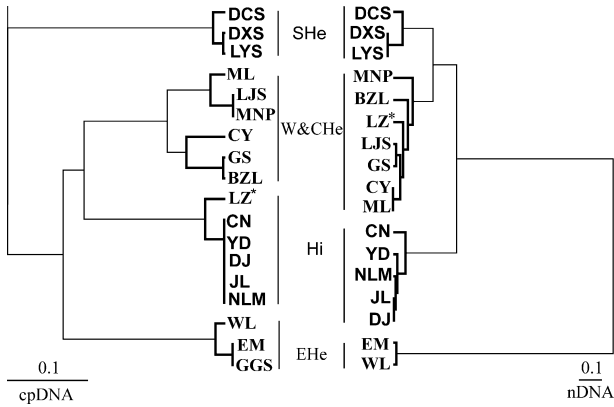 DCS
DXS
LYS
SHe
DCS
DXS
LYS
ML
LJS
MNP
CY
GS
BZL
W&CHe
MNP
BZL
LZ*
LJS
GS
CY
ML
LZ*
CN
YD
DJ
JL
NLM
Hi
CN
YD
NLM
JL
DJ
WL
EM
GGS
EHe
EM
WL
0.1
cpDNA
0.1
nDNA